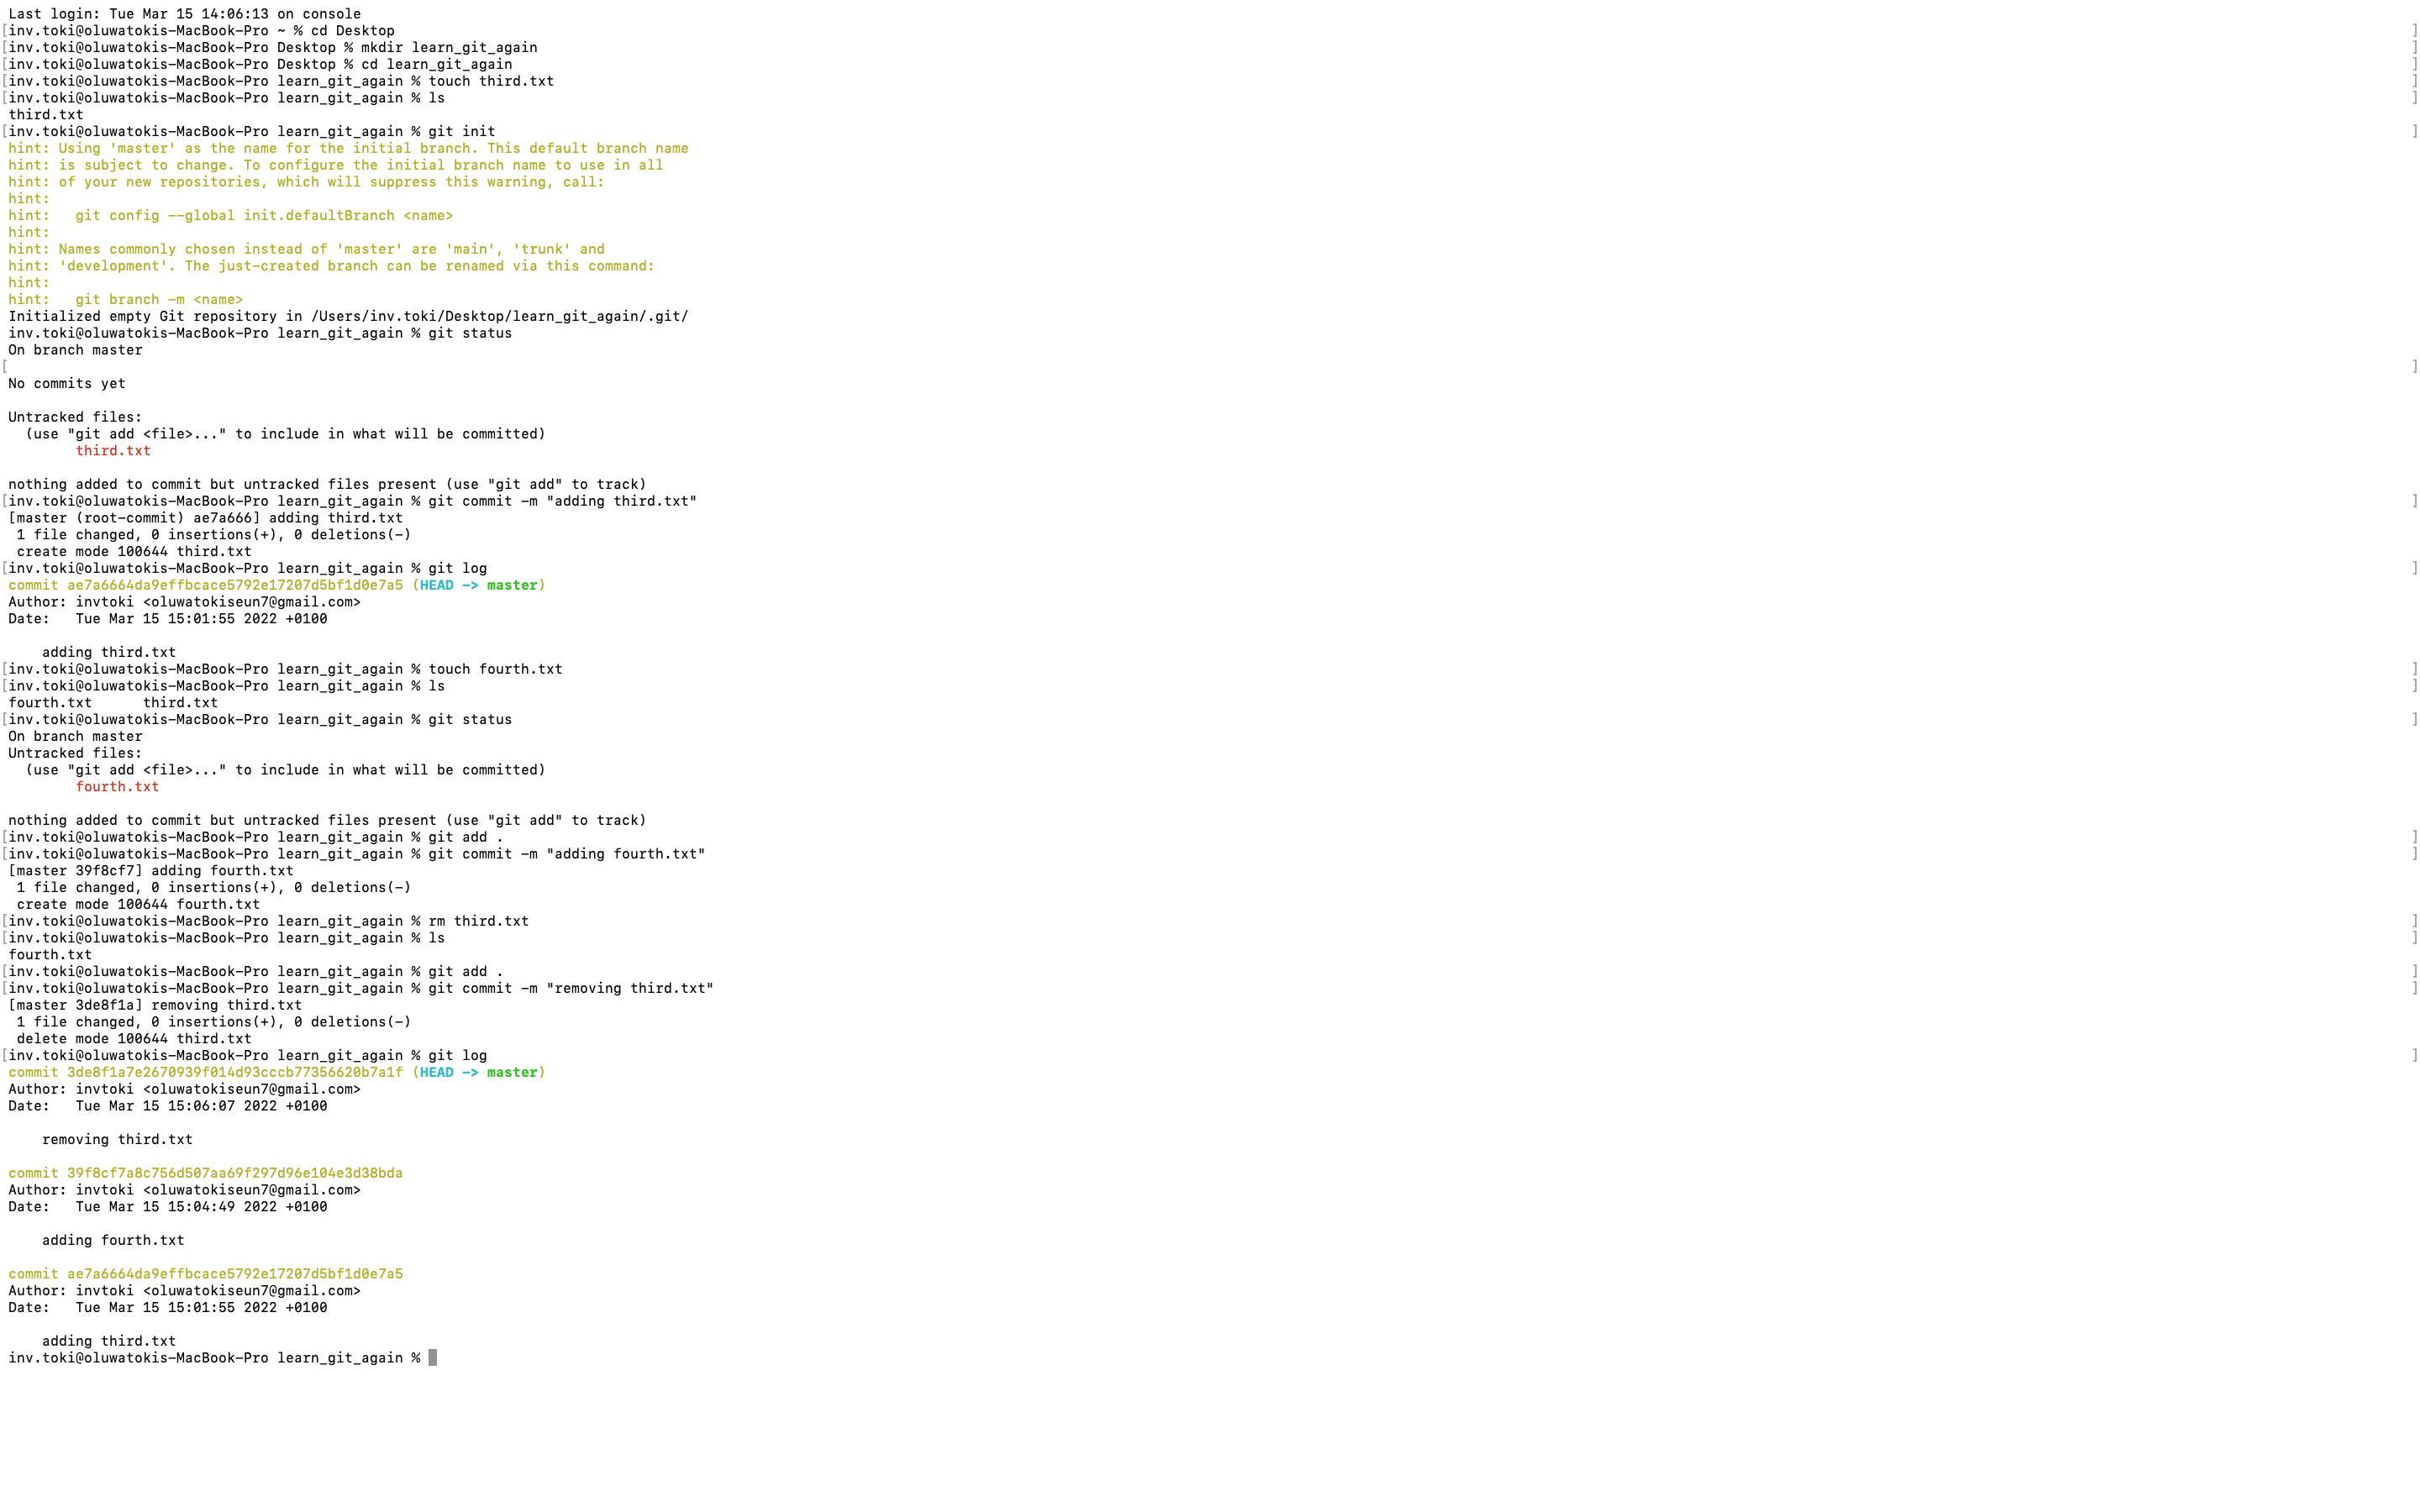 Last login: Tue Mar 15 14:06:13 on console
[inv.toki@oluwatokis-MacBook-Pro ~ % cd Desktop ]
[inv.toki@oluwatokis-MacBook-Pro Desktop % mkdir learn_git_again ]
[inv.toki@oluwatokis-MacBook-Pro Desktop % cd learn_git_again ]
[inv.toki@oluwatokis-MacBook-Pro learn_git_again % touch third.txt ]
[inv.toki@oluwatokis-MacBook-Pro learn_git_again % ls ]
third.txt
[inv.toki@oluwatokis-MacBook-Pro learn_git_again % git init ]
hint: Using 'master' as the name for the initial branch. This default branch name
hint: is subject to change. To configure the initial branch name to use in all
hint: of your new repositories, which will suppress this warning, call:
hint:
hint:   git config --global init.defaultBranch <name>
hint:
hint: Names commonly chosen instead of 'master' are 'main', 'trunk' and
hint: 'development'. The just-created branch can be renamed via this command:
hint:
hint:   git branch -m <name>
Initialized empty Git repository in /Users/inv.toki/Desktop/learn_git_again/.git/
inv.toki@oluwatokis-MacBook-Pro learn_git_again % git status
On branch master
[ ]
No commits yet

Untracked files:
  (use "git add <file>..." to include in what will be committed)
        third.txt

nothing added to commit but untracked files present (use "git add" to track)
[inv.toki@oluwatokis-MacBook-Pro learn_git_again % git commit -m "adding third.txt" ]
[master (root-commit) ae7a666] adding third.txt
 1 file changed, 0 insertions(+), 0 deletions(-)
 create mode 100644 third.txt
[inv.toki@oluwatokis-MacBook-Pro learn_git_again % git log ]
commit ae7a6664da9effbcace5792e17207d5bf1d0e7a5 (HEAD -> master)
Author: invtoki <oluwatokiseun7@gmail.com>
Date:   Tue Mar 15 15:01:55 2022 +0100

    adding third.txt
[inv.toki@oluwatokis-MacBook-Pro learn_git_again % touch fourth.txt ]
[inv.toki@oluwatokis-MacBook-Pro learn_git_again % ls ]
fourth.txt      third.txt
[inv.toki@oluwatokis-MacBook-Pro learn_git_again % git status ]
On branch master
Untracked files:
  (use "git add <file>..." to include in what will be committed)
        fourth.txt

nothing added to commit but untracked files present (use "git add" to track)
[inv.toki@oluwatokis-MacBook-Pro learn_git_again % git add . ]
[inv.toki@oluwatokis-MacBook-Pro learn_git_again % git commit -m "adding fourth.txt" ]
[master 39f8cf7] adding fourth.txt
 1 file changed, 0 insertions(+), 0 deletions(-)
 create mode 100644 fourth.txt
[inv.toki@oluwatokis-MacBook-Pro learn_git_again % rm third.txt ]
[inv.toki@oluwatokis-MacBook-Pro learn_git_again % ls ]
fourth.txt
[inv.toki@oluwatokis-MacBook-Pro learn_git_again % git add . ]
[inv.toki@oluwatokis-MacBook-Pro learn_git_again % git commit -m "removing third.txt" ]
[master 3de8f1a] removing third.txt
 1 file changed, 0 insertions(+), 0 deletions(-)
 delete mode 100644 third.txt
[inv.toki@oluwatokis-MacBook-Pro learn_git_again % git log ]
commit 3de8f1a7e2670939f014d93cccb77356620b7a1f (HEAD -> master)
Author: invtoki <oluwatokiseun7@gmail.com>
Date:   Tue Mar 15 15:06:07 2022 +0100

    removing third.txt

commit 39f8cf7a8c756d507aa69f297d96e104e3d38bda
Author: invtoki <oluwatokiseun7@gmail.com>
Date:   Tue Mar 15 15:04:49 2022 +0100

    adding fourth.txt

commit ae7a6664da9effbcace5792e17207d5bf1d0e7a5
Author: invtoki <oluwatokiseun7@gmail.com>
Date:   Tue Mar 15 15:01:55 2022 +0100

    adding third.txt
inv.toki@oluwatokis-MacBook-Pro learn_git_again %